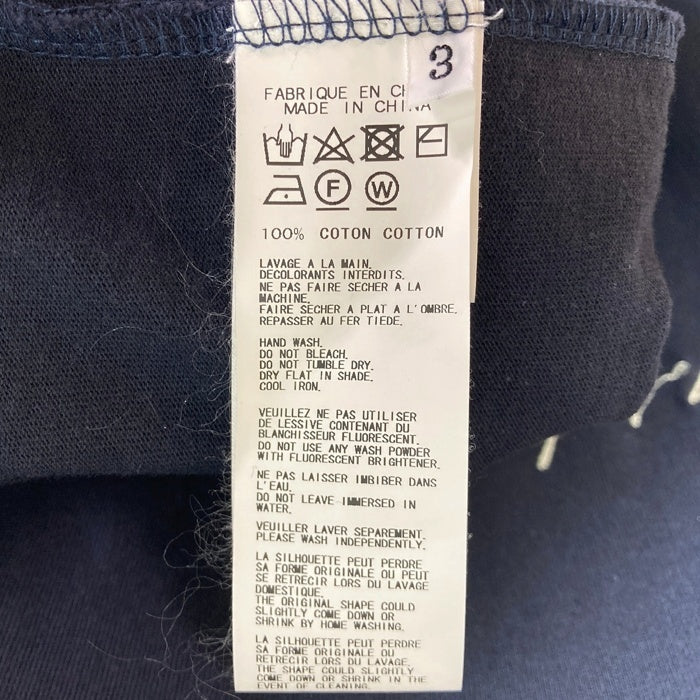 3
FABRIQUE EN CH
MADE IN CHINA
F W
100% COTON COTTON
LAVAGE A LA MAIN.
DECOLORANTS INTERDITS.
NE PAS FAIRE SECHER A LA
MACHINE.
FAIRE SECHER A PLAT A L'OMBRE.
REPASSER AU FER TIEDE.
HAND WASH.
DO NOT BLEACH.
DO NOT TUMBLE DRY.
DRY FLAT IN SHADE.
COOL IRON.
VEUILLEZ NE PAS UTILISER
DE LESSIVE CONTENANT DU
BLANCHISSEUR FLUORESCENT.
DO NOT USE ANY WASH POWDER
WITH FLUORESCENT BRIGHTENER.
NE PAS LAISSER IMBIBER DANS
L'EAU.
DO NOT LEAVE IMMERSED IN
WATER.
VEUILLER LAVER SEPAREMENT.
PLEASE WASH INDEPENDENTLY.
LA SILHOUETTE PEUT PERDRE
SA FORME ORIGINALE OU PEUT
SE RETRECIR LORS DU LAVAGE
DOMESTIQUE.
THE ORIGINAL SHAPE COULD
SLIGHTLY COME DOWN OR
SHRINK BY HOME WASHING.
LA SILHOUETTE PEUT PERDRE
SA FORME ORIGINALE OU
RETRECIR LORS DU LAVAGE.
THE SHAPE COULD SLIGHTLY
COME DOWN OR SHRINK IN THE
EVENT OF CLEANING.